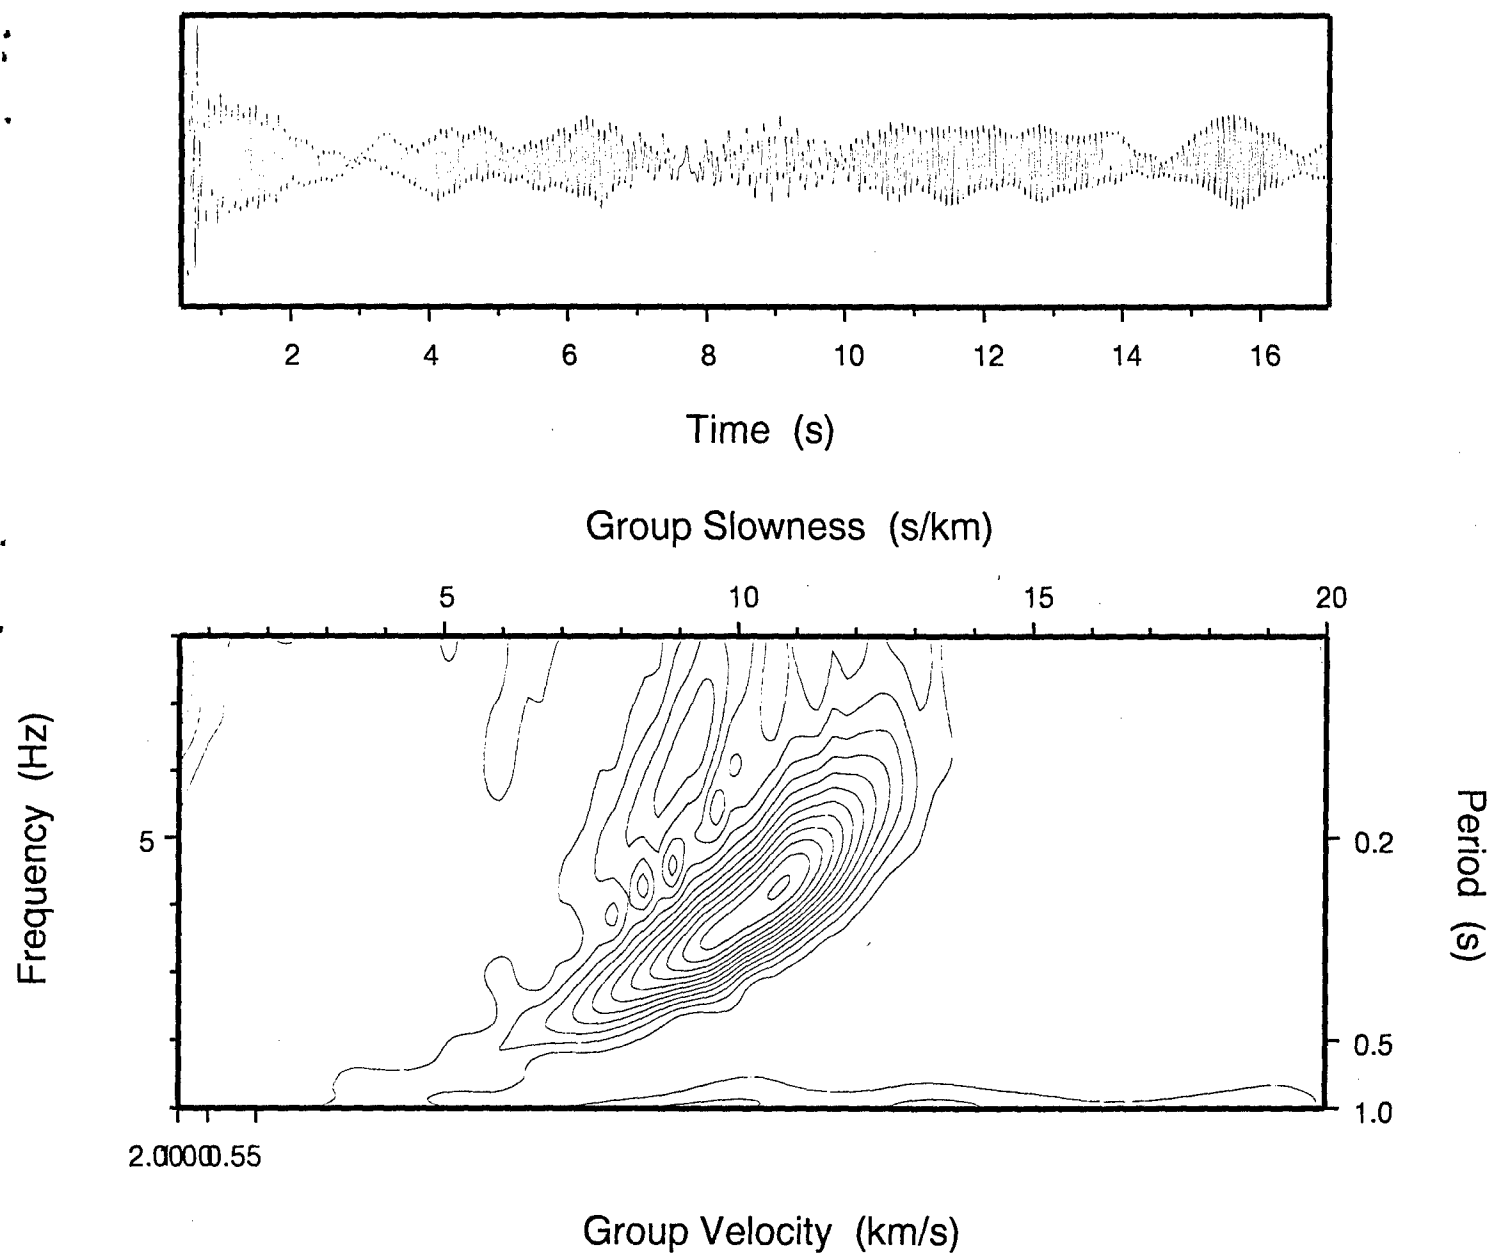 2 4 6 8 10 12 14 16
Time (s)
Group Slowness (s/km)
5 10 15 20
Frequency (Hz)
5
0.2
0.5
1.0
Period (s)
Group Velocity (km/s)